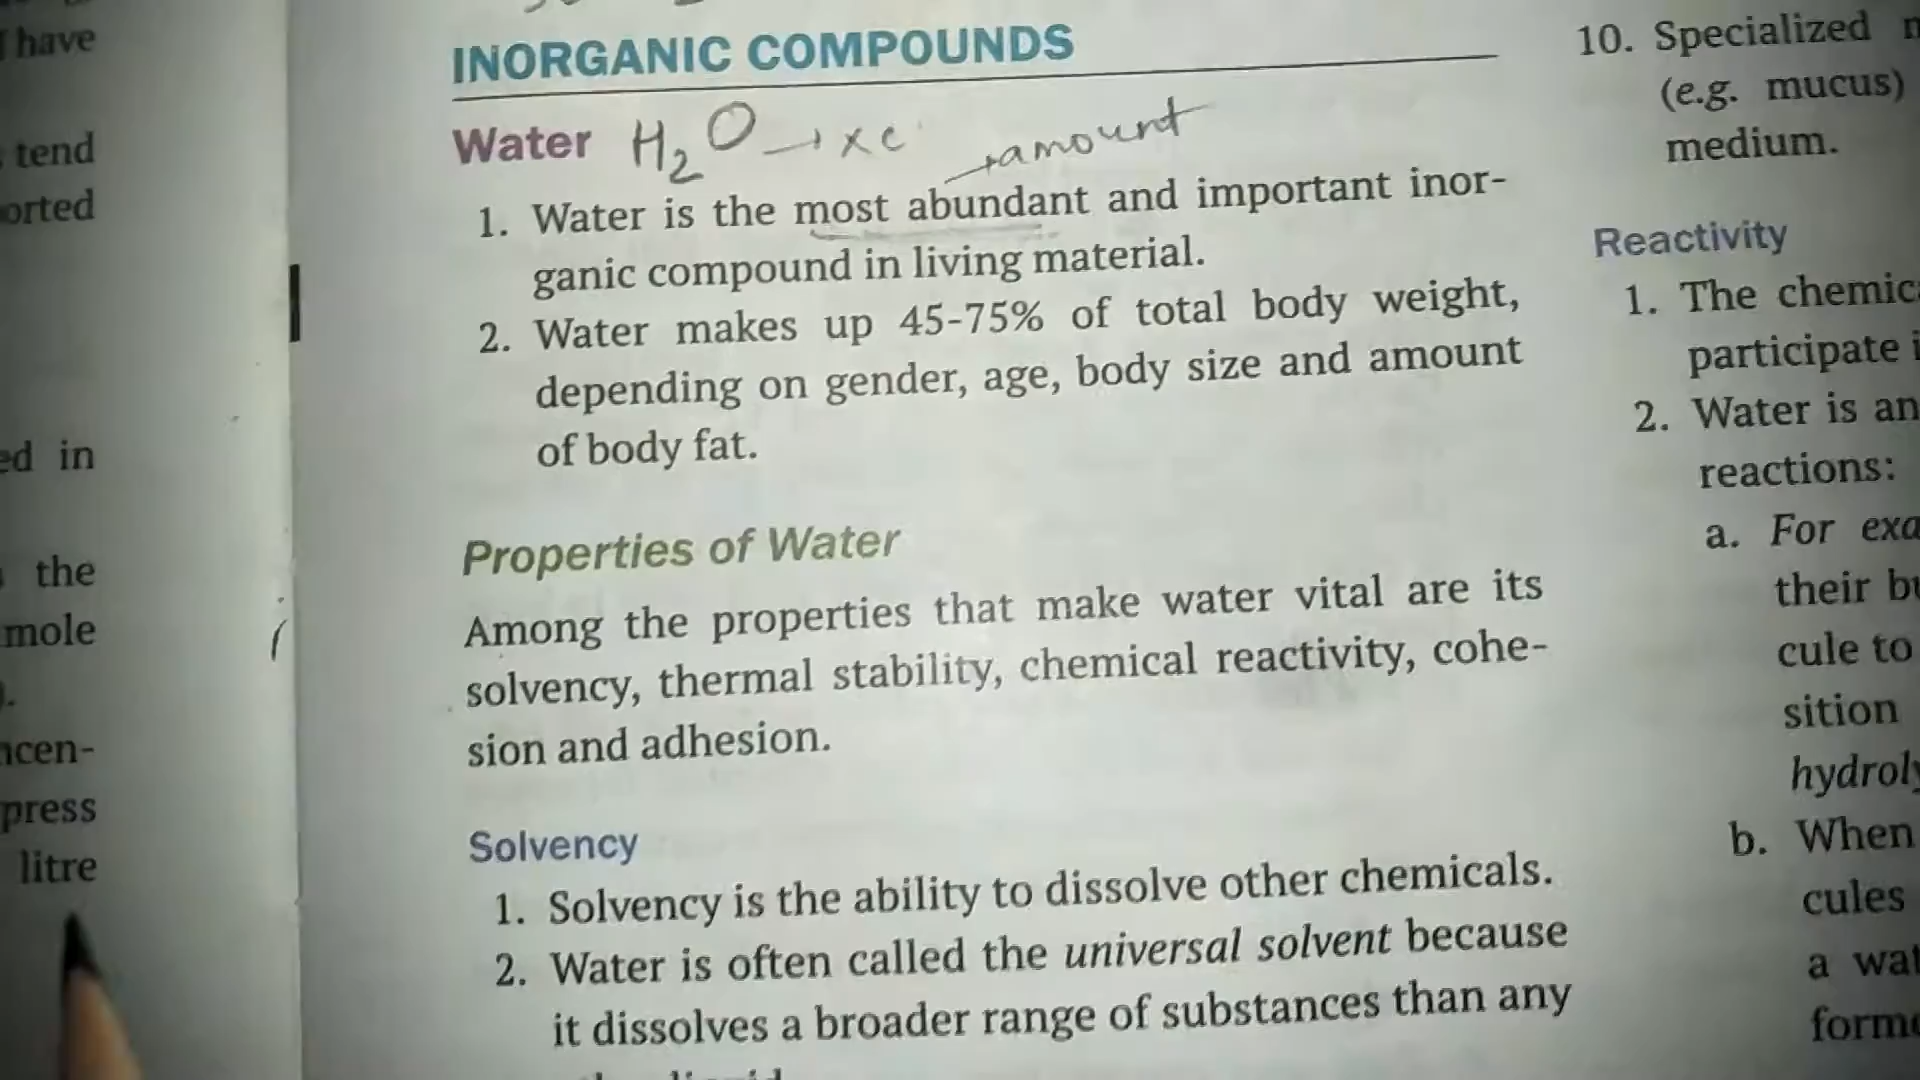 have
tend
orted
ed in
the
mole
ncen-
press
litre
INORGANIC COMPOUNDS
Water H₂O → x c
→ amount
1. Water is the most abundant and important inor-
ganic compound in living material.
2. Water makes up 45-75% of total body weight,
depending on gender, age, body size and amount
of body fat.
Properties of Water
Among the properties that make water vital are its
solvency, thermal stability, chemical reactivity, cohe-
sion and adhesion.
Solvency
1. Solvency is the ability to dissolve other chemicals.
2. Water is often called the universal solvent because
it dissolves a broader range of substances than any
10. Specialized
(e.g. mucus)
medium.
Reactivity
1. The chemic
participate i
2. Water is an
reactions:
a. For exa
their bu
cule to
sition
hydroly
b. When
cules
a wat
forme